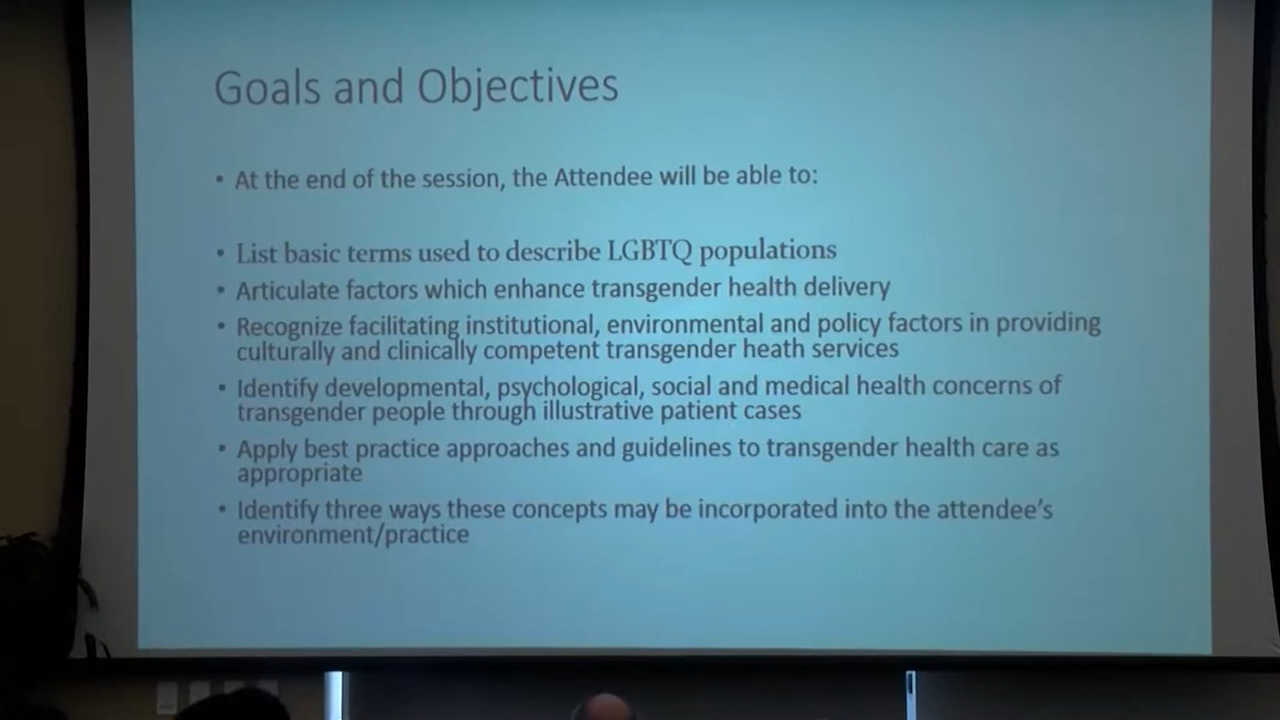 Goals and Objectives
• At the end of the session, the Attendee will be able to:
• List basic terms used to describe LGBTQ populations
• Articulate factors which enhance transgender health delivery
• Recognize facilitating institutional, environmental and policy factors in providing
culturally and clinically competent transgender heath services
• Identify developmental, psychological, social and medical health concerns of
transgender people through illustrative patient cases
• Apply best practice approaches and guidelines to transgender health care as
appropriate
• Identify three ways these concepts may be incorporated into the attendee's
environment/practice